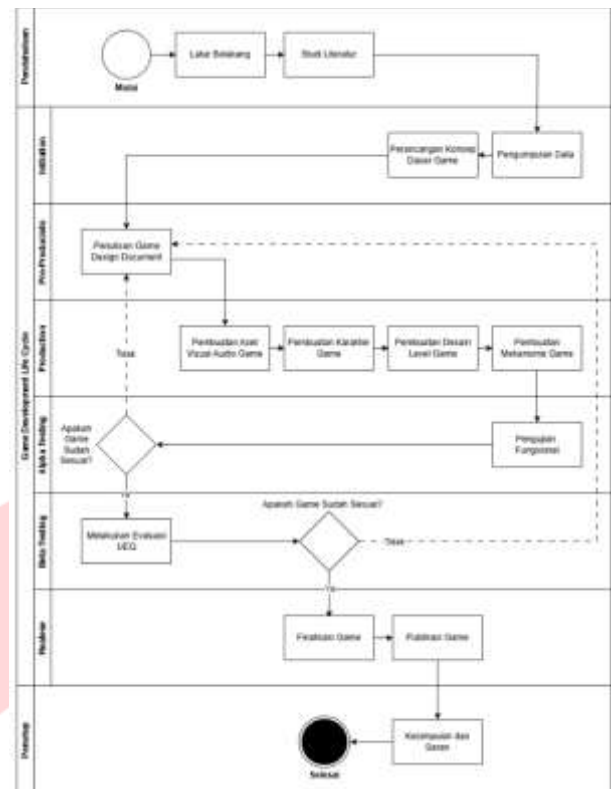 Pendahuluan
Mulai
Latar Belakang
Studi Literatur
Game Development Life Cycle
Initiation
Perancangan Konsep
Dasar Game
Pengumpulan Data
Penulisan Game
Design Document
Production
Pembuatan Aset
Visual Audio Game
Pembuatan Karakter
Game
Pembuatan Desain
Level Game
Pembuatan
Mekanisme Game
Tidak
Alpha Testing
Apakah
Game
Sudah
Sesuai?
Pengujian
Fungsional
Ya
Beta Testing
Melakukan Evaluasi
UEQ
Apakah Game Sudah Sesuai?
Tidak
Ya
Release
Finalisasi Game
Publikasi Game
Penutup
Selesai
Kesimpulan dan
Saran